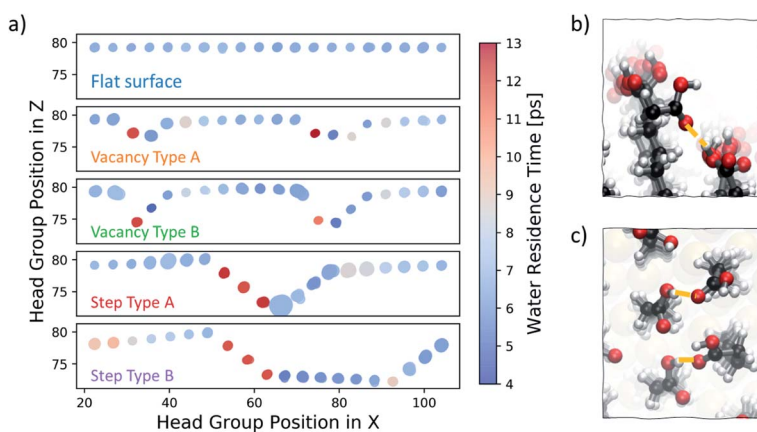 a)
80
75
Flat surface
80
75
Vacancy Type A
80
75
Vacancy Type B
80
75
Step Type A
80
75
Step Type B
20 40 60 80 100
Head Group Position in X
Head Group Position in Z
13
12
11
10
9
8
7
6
5
4
Water Residence Time [ps]
b)
c)